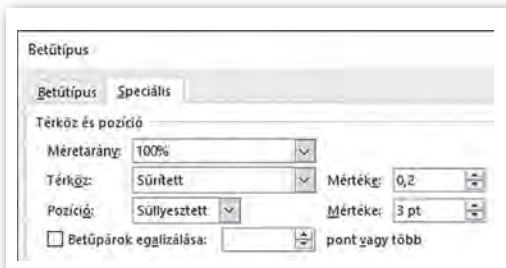 Betűtípus
Betűtípus Speciális
Térköz és pozíció
Méretarány: 100%
Térköz: Sűrített Mértéke: 0,2
Pozíció: Süllyesztett Mértéke: 3 pt
Betűpárok egalizálása: pont vagy több